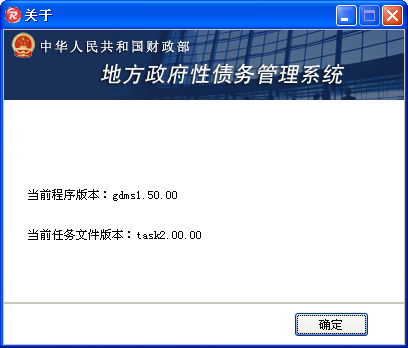 关于
中华人民共和国财政部
地方政府性债务管理系统
当前程序版本：gdms1.50.00
当前任务文件版本：task2.00.00
确定